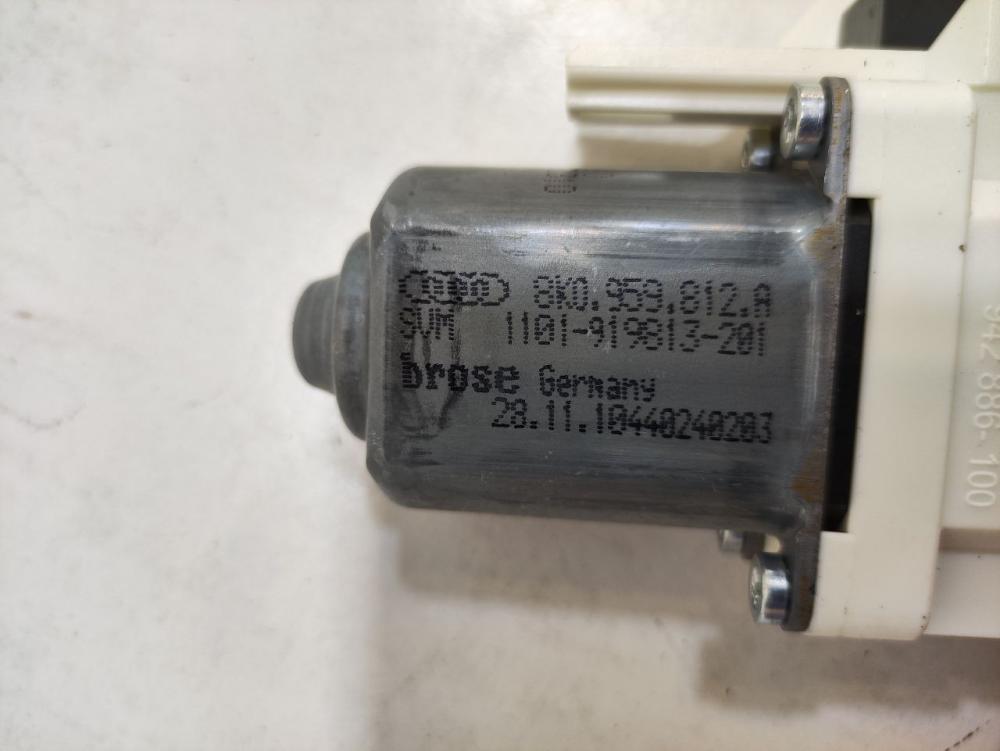 8K0.959.812.A
SVM 1101-919813-201
brose Germany
28.11.10440240203
942 886-100